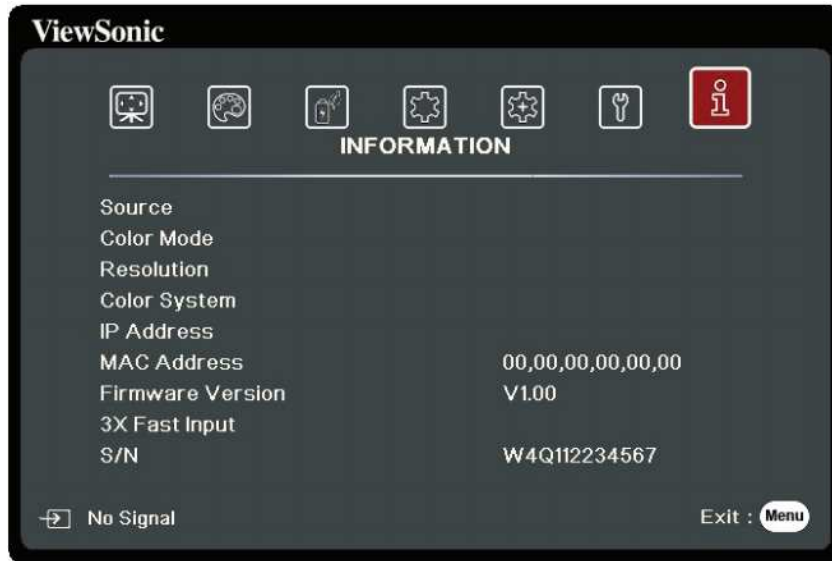 ViewSonic
INFORMATION
Source
Color Mode
Resolution
Color System
IP Address
MAC Address 00,00,00,00,00,00
Firmware Version V1.00
3X Fast Input
S/N W4Q112234567
No Signal Exit : Menu